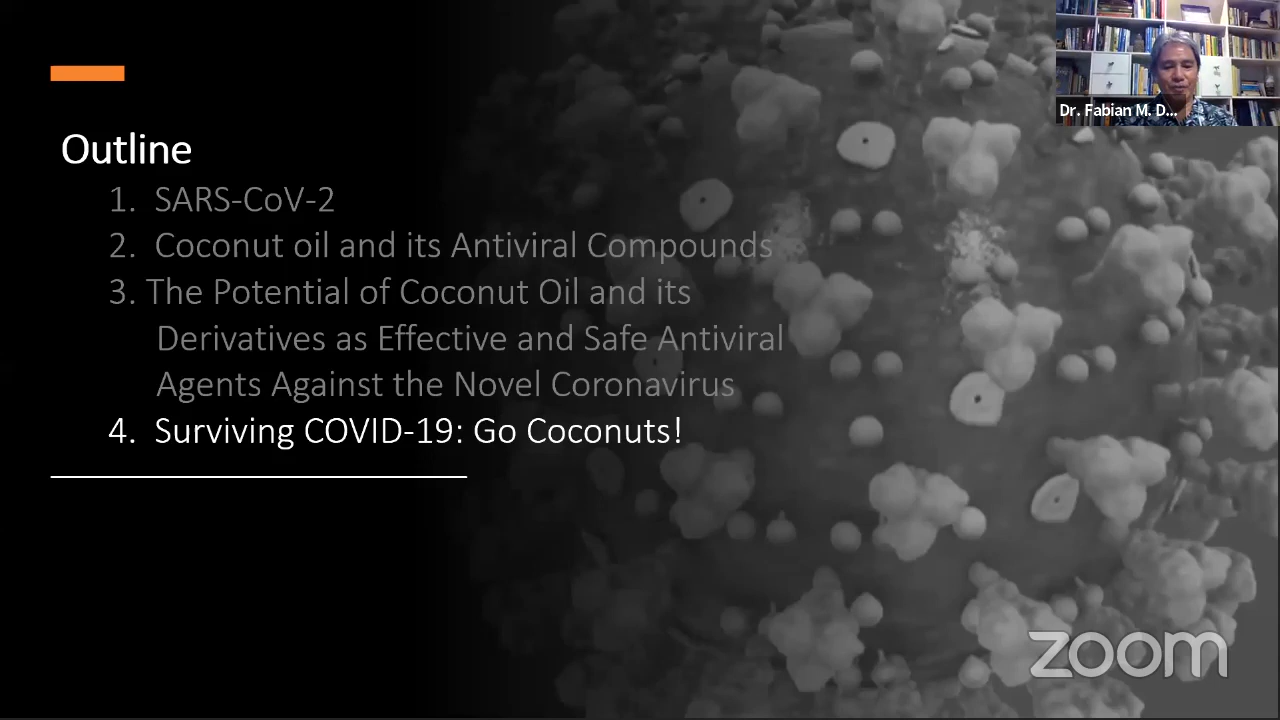 Dr. Fabian M. D...
Outline
1. SARS-CoV-2
2. Coconut oil and its Antiviral Compounds
3. The Potential of Coconut Oil and its
Derivatives as Effective and Safe Antiviral
Agents Against the Novel Coronavirus
4. Surviving COVID-19: Go Coconuts!
zoom